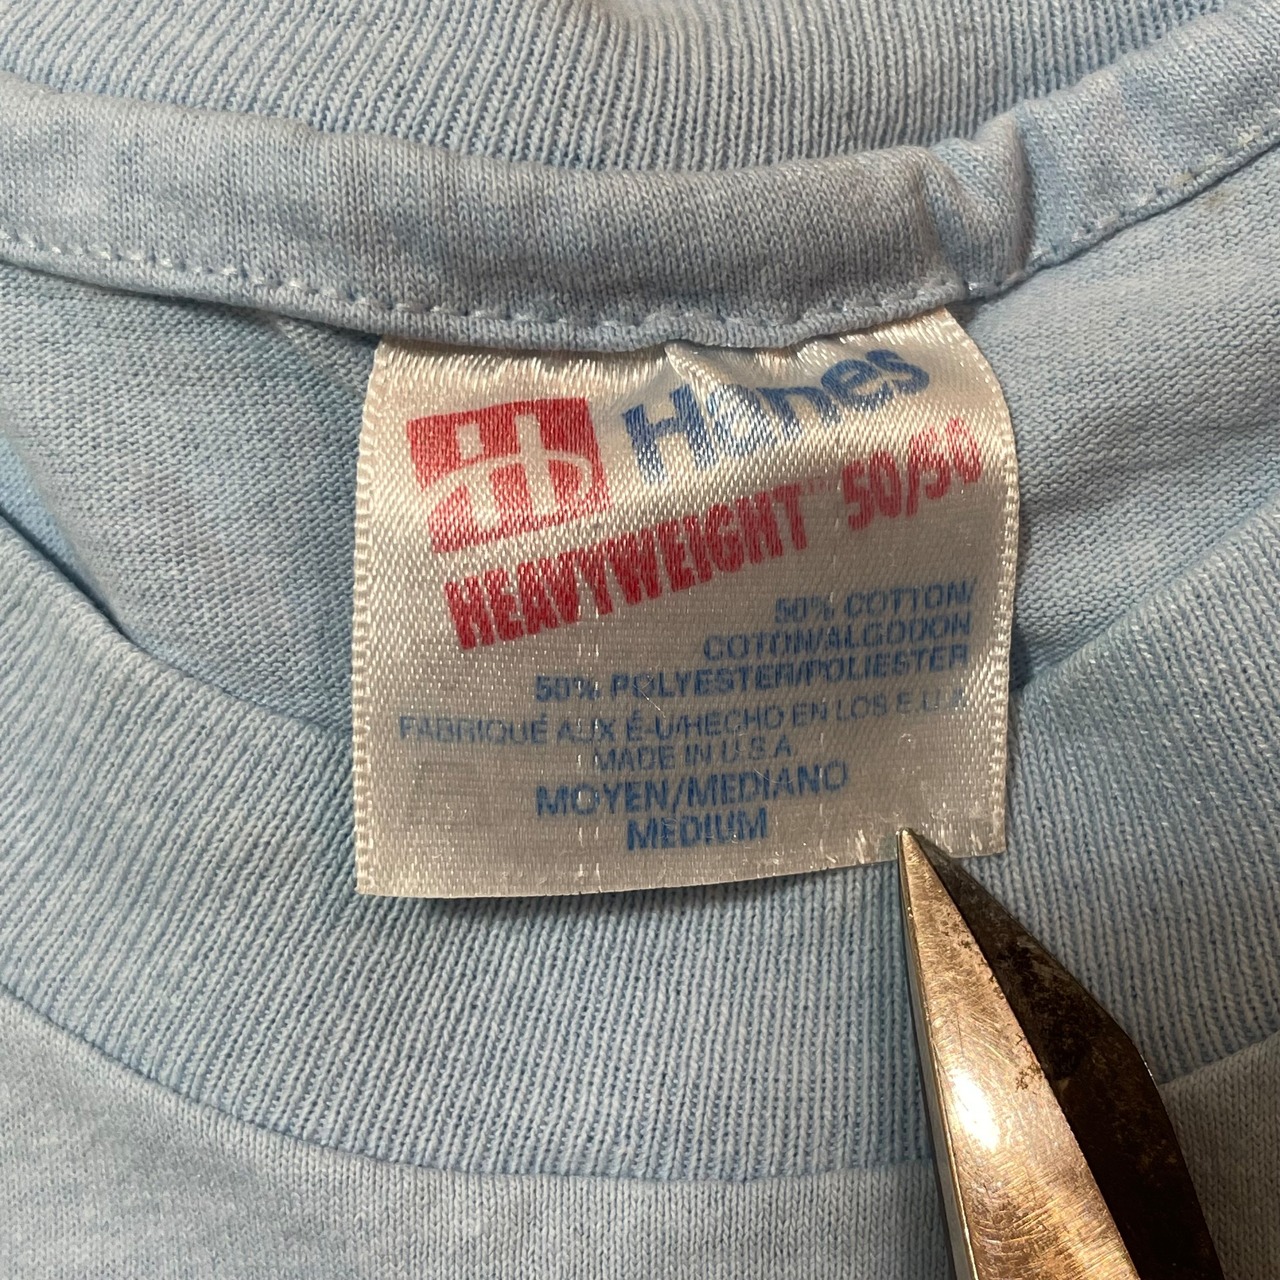 Hanes
HEAVYWEIGHT™ 50/50
50% COTTON/
COTON/ALGODON
50% POLYESTER/POLIESTER
FABRIQUÉ AUX É-U/HECHO EN LOS E.U.A.
MADE IN U.S.A.
MOYEN/MEDIANO
MEDIUM